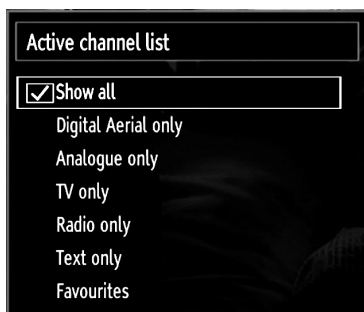 Active channel list
Show all
Digital Aerial only
Analogue only
TV only
Radio only
Text only
Favourites